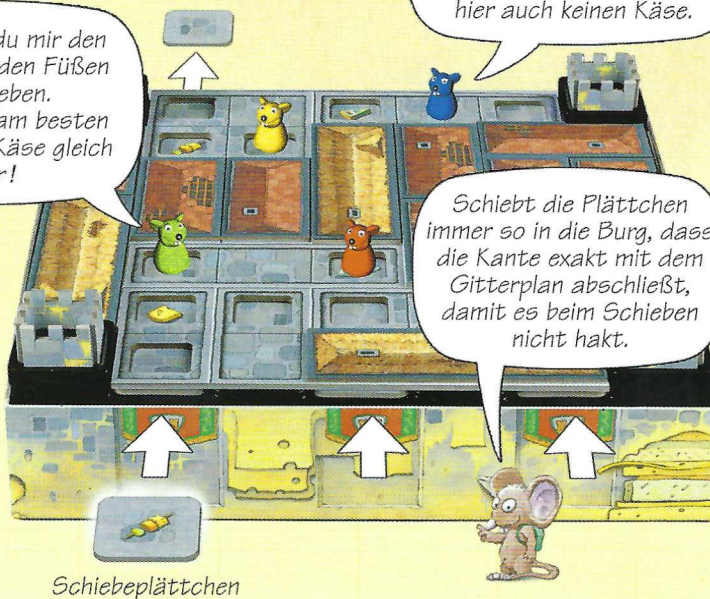 hier auch keinen Käse.
du mir den
den Füßen
eben.
am besten
Käse gleich
r!
Schiebt die Plättchen
immer so in die Burg, dass
die Kante exakt mit dem
Gitterplan abschließt,
damit es beim Schieben
nicht hakt.
Schiebeplättchen